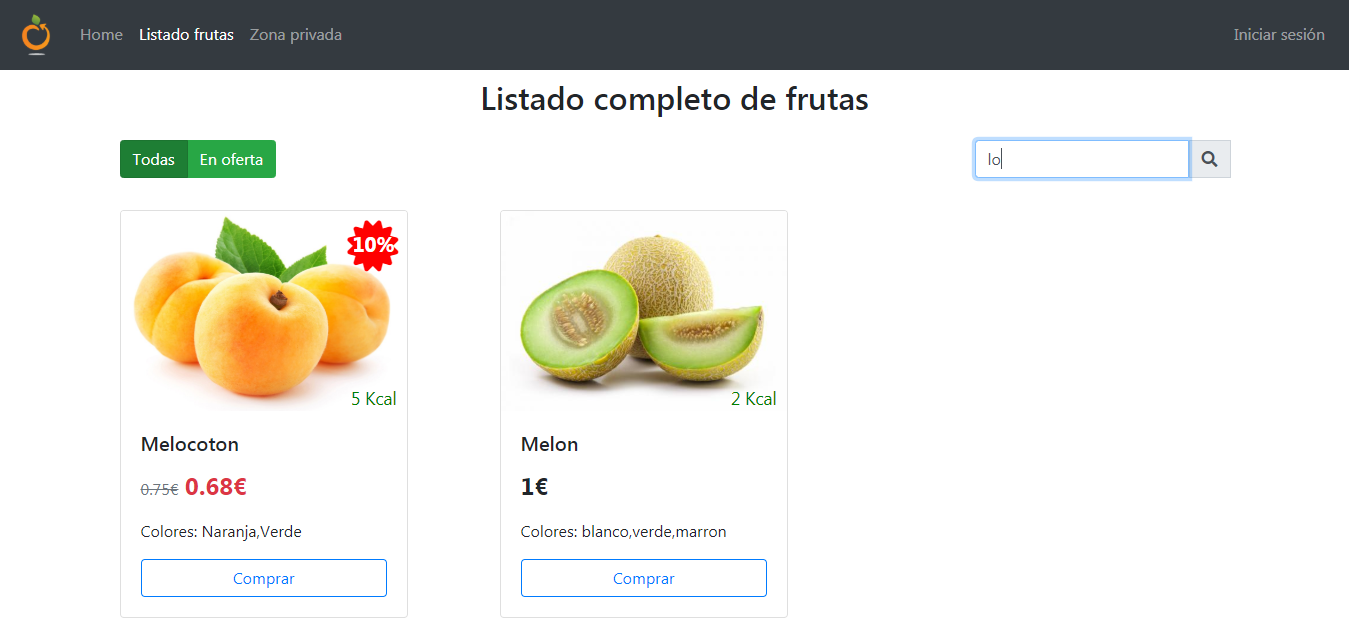 Home Listado frutas Zona privada Iniciar sesión
Listado completo de frutas
Todas En oferta lo
10%
5 Kcal 2 Kcal
Melocoton Melon
0.75€ 0.68€ 1€
Colores: Naranja,Verde Colores: blanco,verde,marron
Comprar Comprar